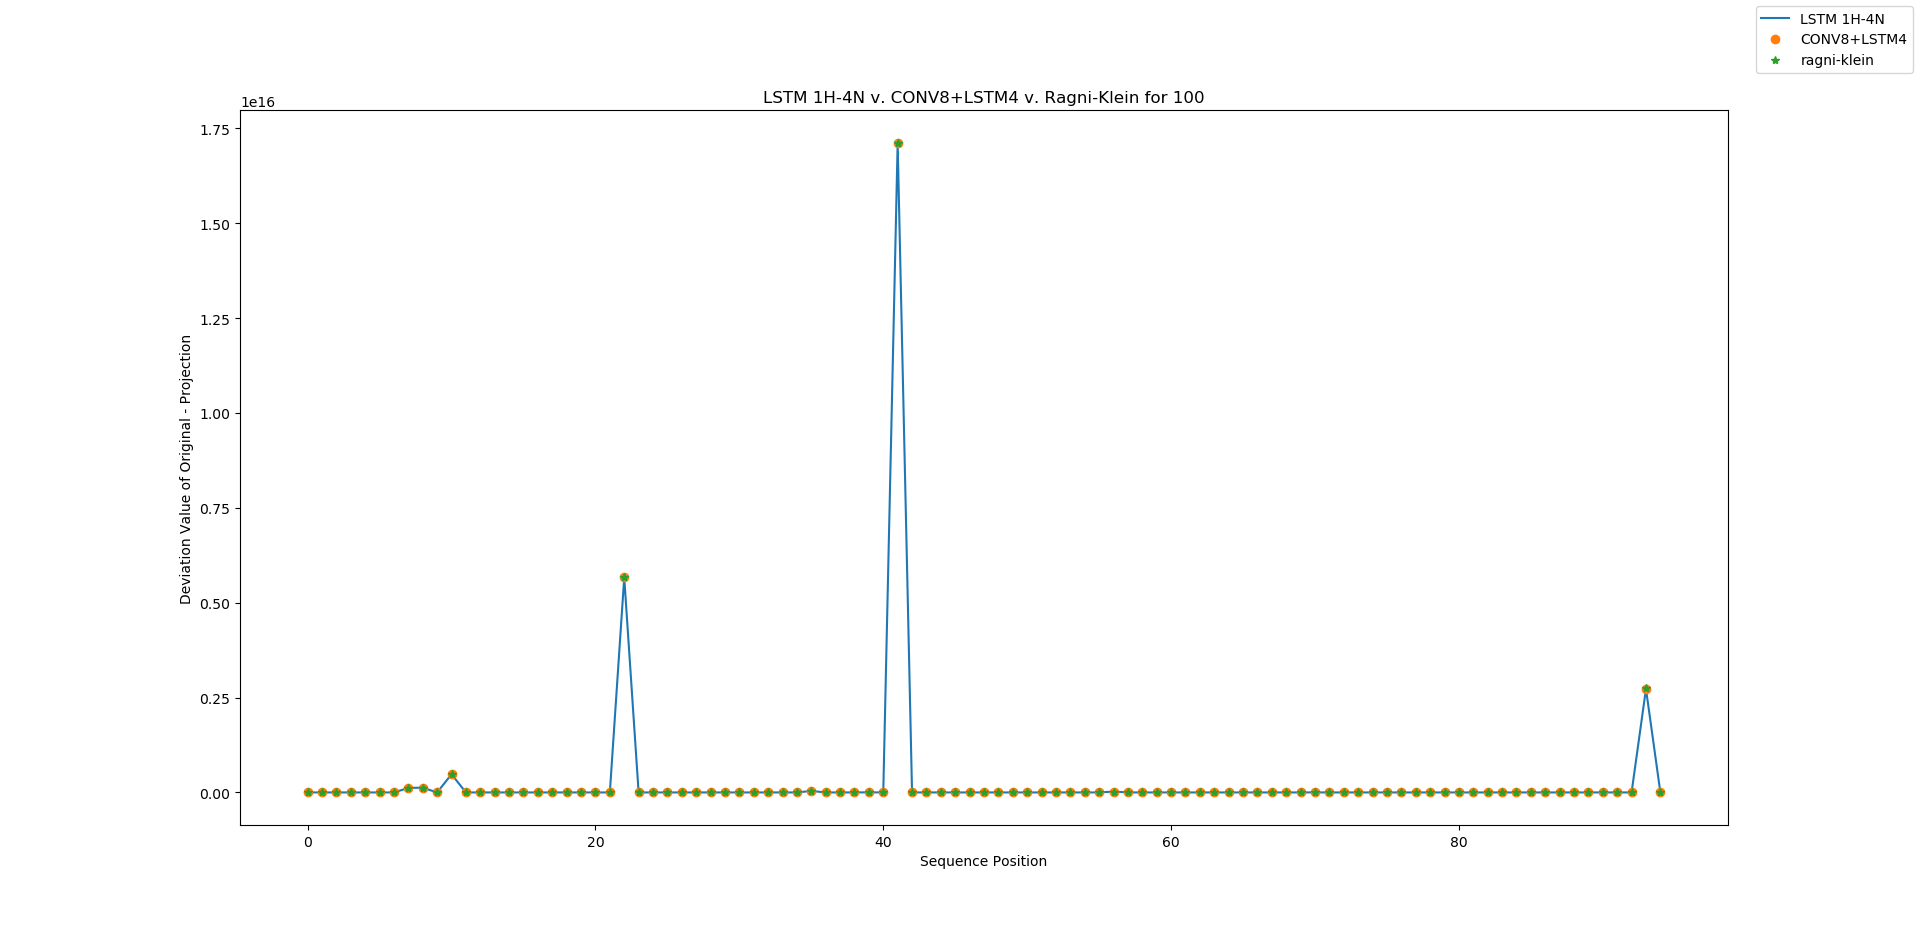 LSTM 1H-4N
CONV8+LSTM4
ragni-klein
LSTM 1H-4N v. CONV8+LSTM4 v. Ragni-Klein for 100
1e16
1.75
1.50
1.25
1.00
0.75
0.50
0.25
0.00
Deviation Value of Original - Projection
0 20 40 60 80
Sequence Position